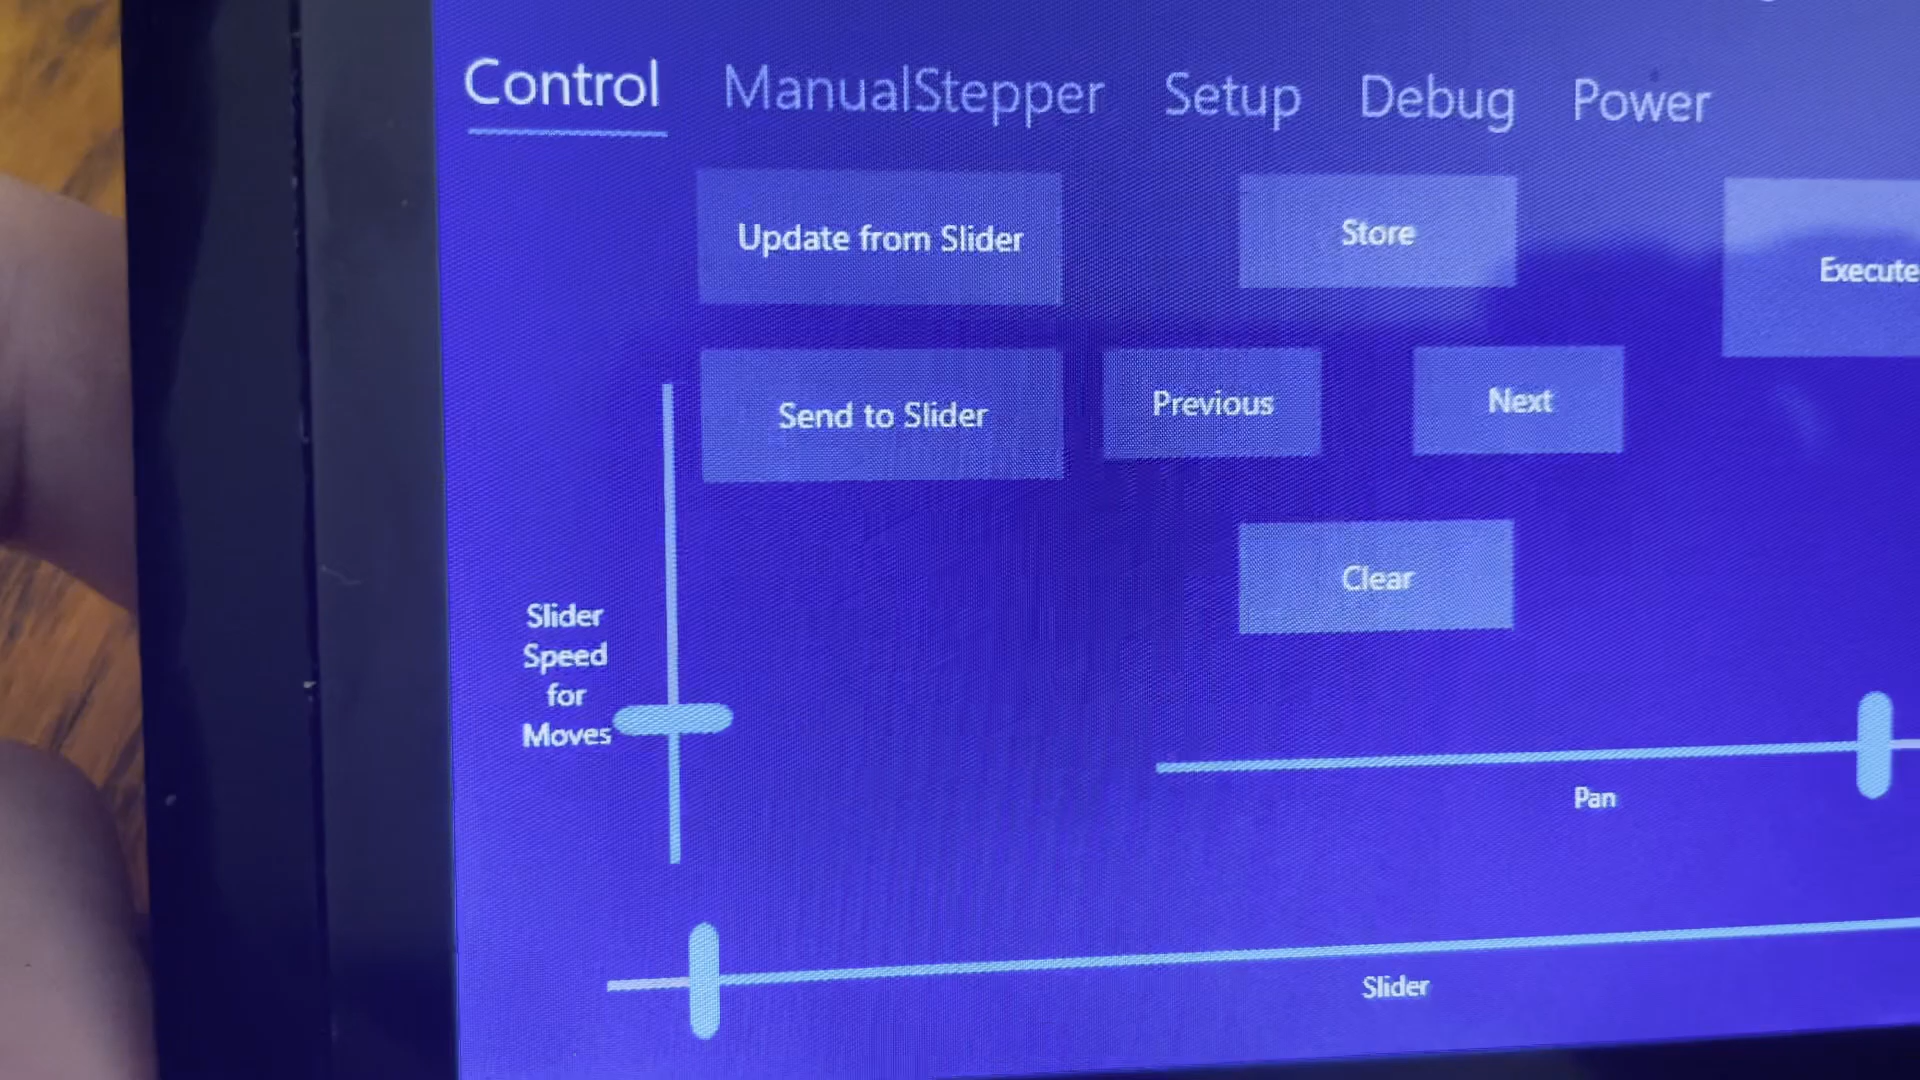 Control ManualStepper Setup Debug Power
Update from Slider
Store
Execute
Send to Slider
Previous
Next
Clear
Slider
Speed
for
Moves
Pan
Slider